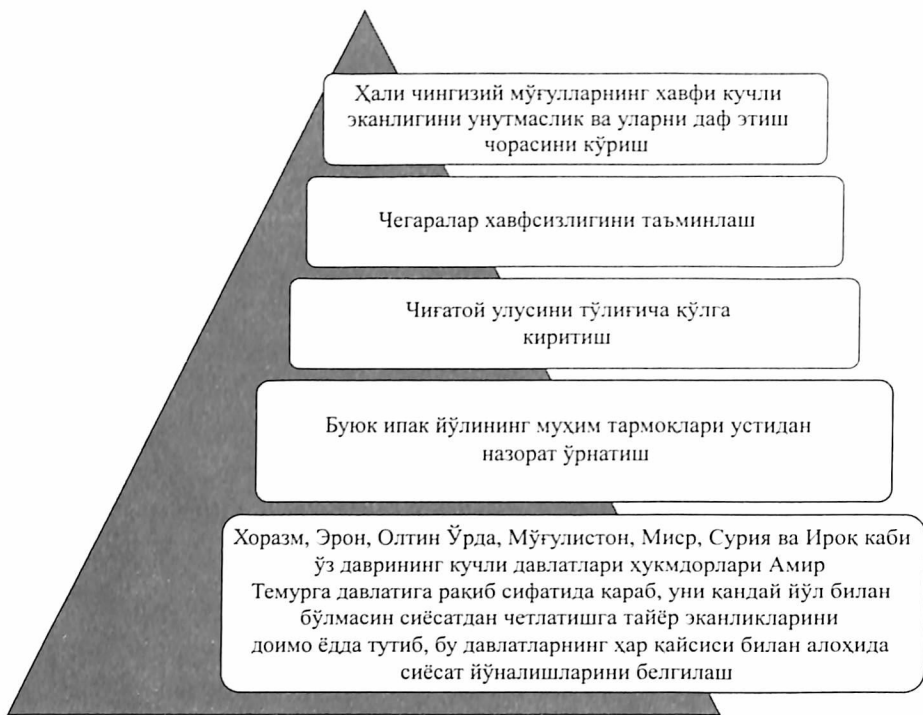 Ҳали чингизий мўғулларнинг хавфи кучли
эканлигини унутмаслик ва уларни даф этиш
чорасини кўриш
Чегаралар хавфсизлигини таъминлаш
Чиғатой улусини тўлиғича қўлга
киритиш
Буюк ипак йўлининг муҳим тармоқлари устидан
назорат ўрнатиш
Хоразм, Эрон, Олтин Ўрда, Мўғулистон, Миср, Сурия ва Ироқ каби
ўз даврининг кучли давлатлари ҳукмдорлари Амир
Темурга давлатига рақиб сифатида қараб, уни қандай йўл билан
бўлмасин сиёсатдан четлатишга тайёр эканликларини
доимо ёдда тутиб, бу давлатларнинг ҳар қайсиси билан алоҳида
сиёсат йўналишларини белгилаш